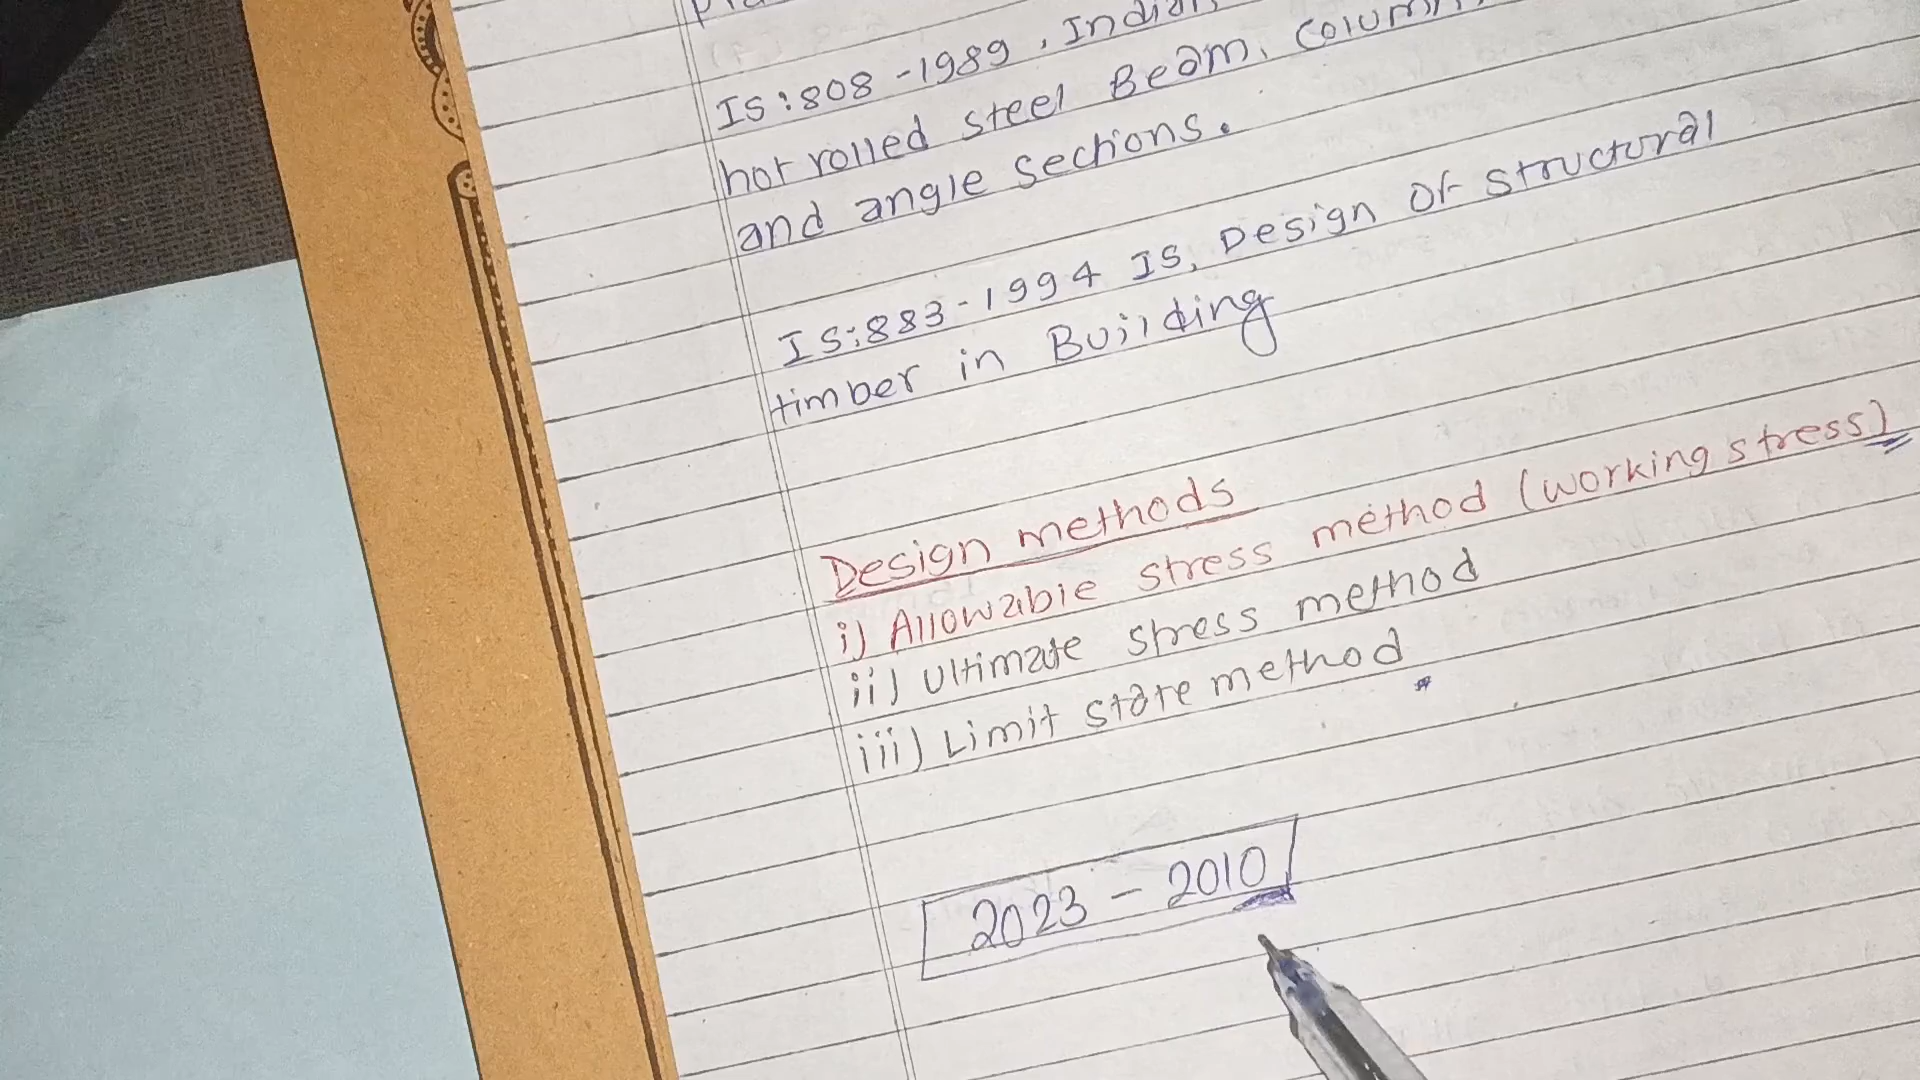 IS:808-1989, Indian
hot rolled steel Beam, Column
and angle sections.
IS:883-1994 IS, Design Of structural
timber in Building
Design methods
i) Allowable stress method (working stress)
ii) Ultimate stress method
iii) Limit state method
2023-2010